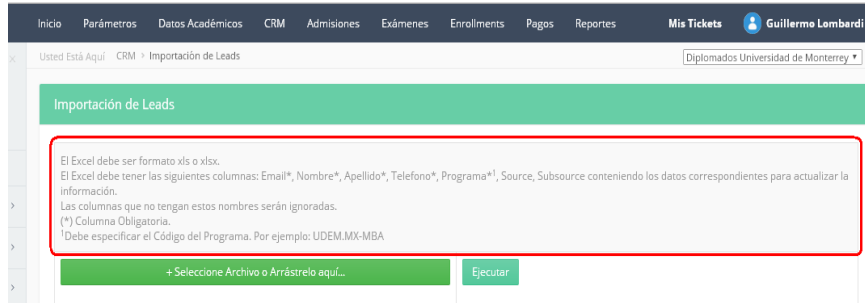 Inicio Parámetros Datos Académicos CRM Admisiones Exámenes Enrollments Pagos Reportes Mis Tickets Guillermo Lombardi
Usted Está Aquí CRM > Importación de Leads Diplomados Universidad de Monterrey
Importación de Leads
El Excel debe ser formato xls o xlsx.
El Excel debe tener las siguientes columnas: Email*, Nombre*, Apellido*, Telefono*, Programa*¹, Source, Subsource conteniendo los datos correspondientes para actualizar la
información.
Las columnas que no tengan estos nombres serán ignoradas.
(*) Columna Obligatoria.
¹Debe especificar el Código del Programa. Por ejemplo: UDEM.MX-MBA
+ Seleccione Archivo o Arrástrelo aquí... Ejecutar